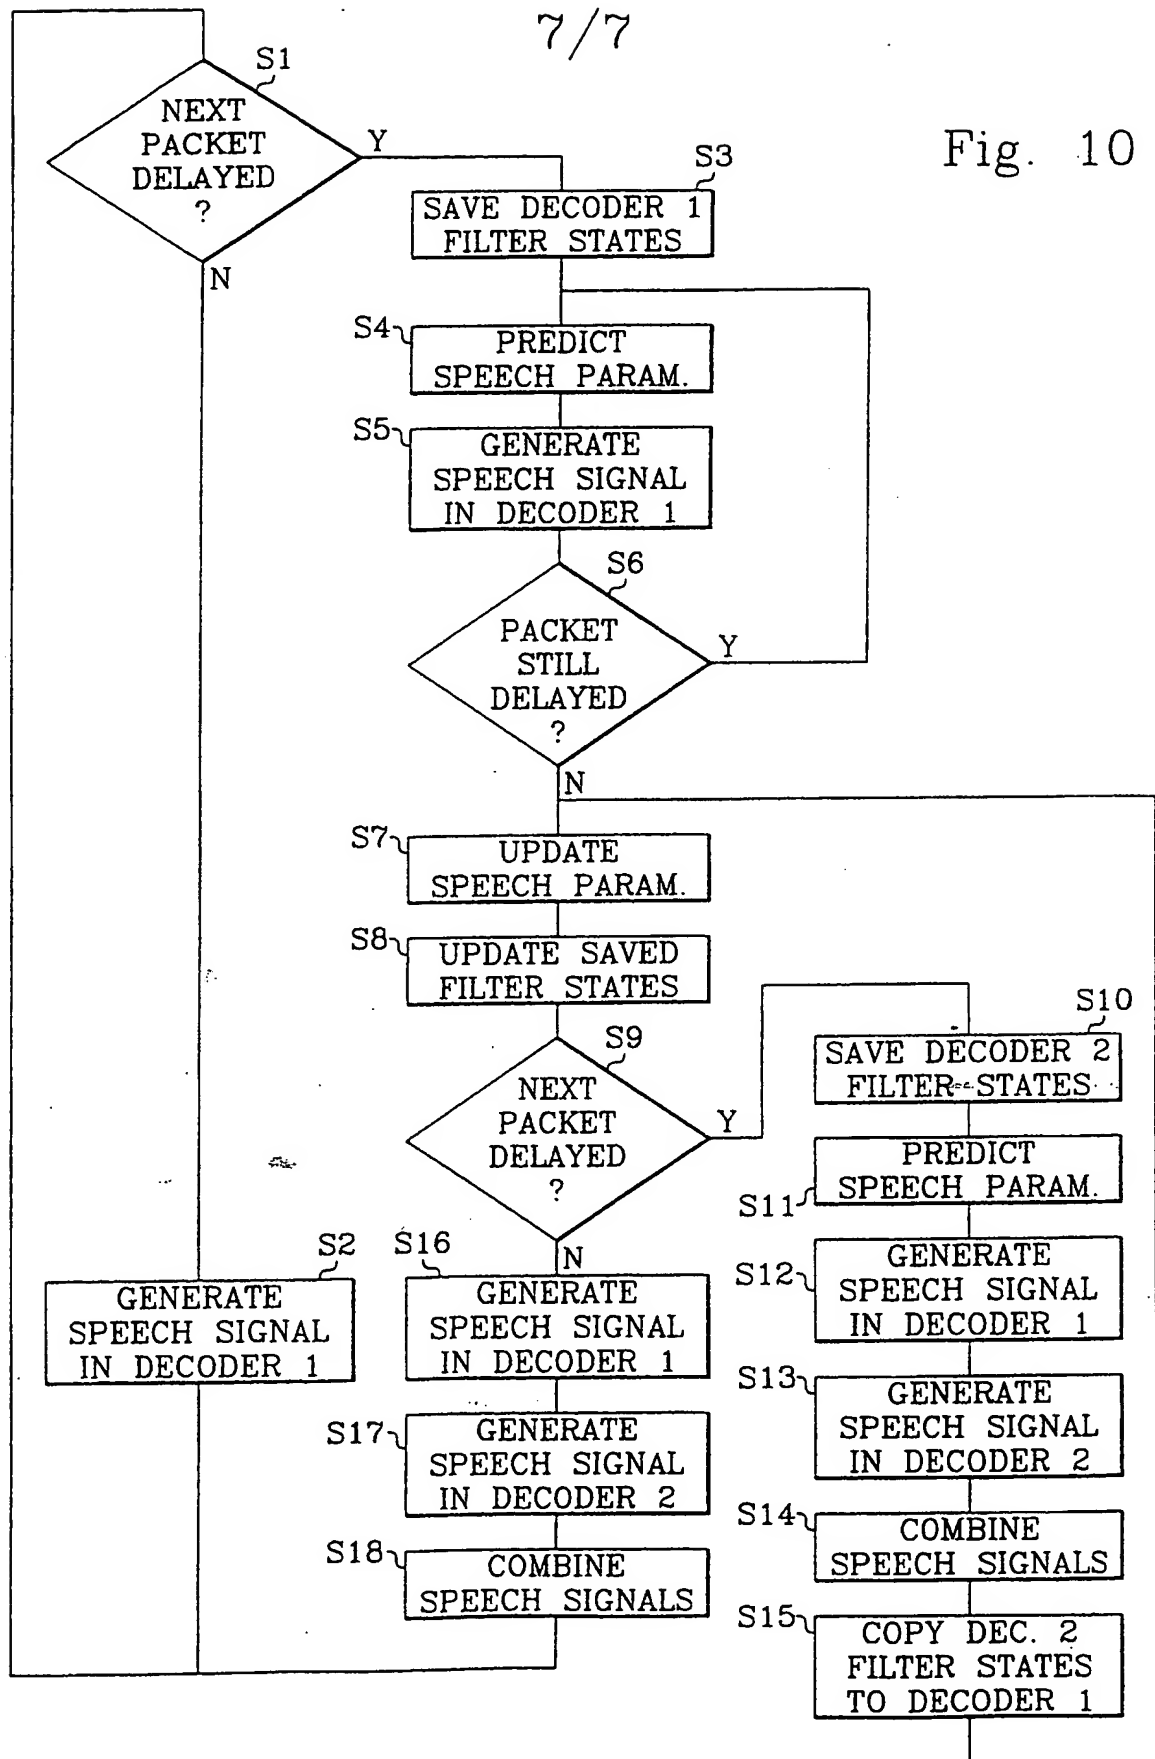 7/7
Fig. 10
S1
NEXT
PACKET
DELAYED
?
Y
N
S3
SAVE DECODER 1
FILTER STATES
S4
PREDICT
SPEECH PARAM.
S5
GENERATE
SPEECH SIGNAL
IN DECODER 1
S6
PACKET
STILL
DELAYED
?
Y
N
S7
UPDATE
SPEECH PARAM.
S8
UPDATE SAVED
FILTER STATES
S9
NEXT
PACKET
DELAYED
?
Y
N
S10
SAVE DECODER 2
FILTER STATES
S11
PREDICT
SPEECH PARAM.
S12
GENERATE
SPEECH SIGNAL
IN DECODER 1
S13
GENERATE
SPEECH SIGNAL
IN DECODER 2
S14
COMBINE
SPEECH SIGNALS
S15
COPY DEC. 2
FILTER STATES
TO DECODER 1
S2
GENERATE
SPEECH SIGNAL
IN DECODER 1
S16
GENERATE
SPEECH SIGNAL
IN DECODER 1
S17
GENERATE
SPEECH SIGNAL
IN DECODER 2
S18
COMBINE
SPEECH SIGNALS